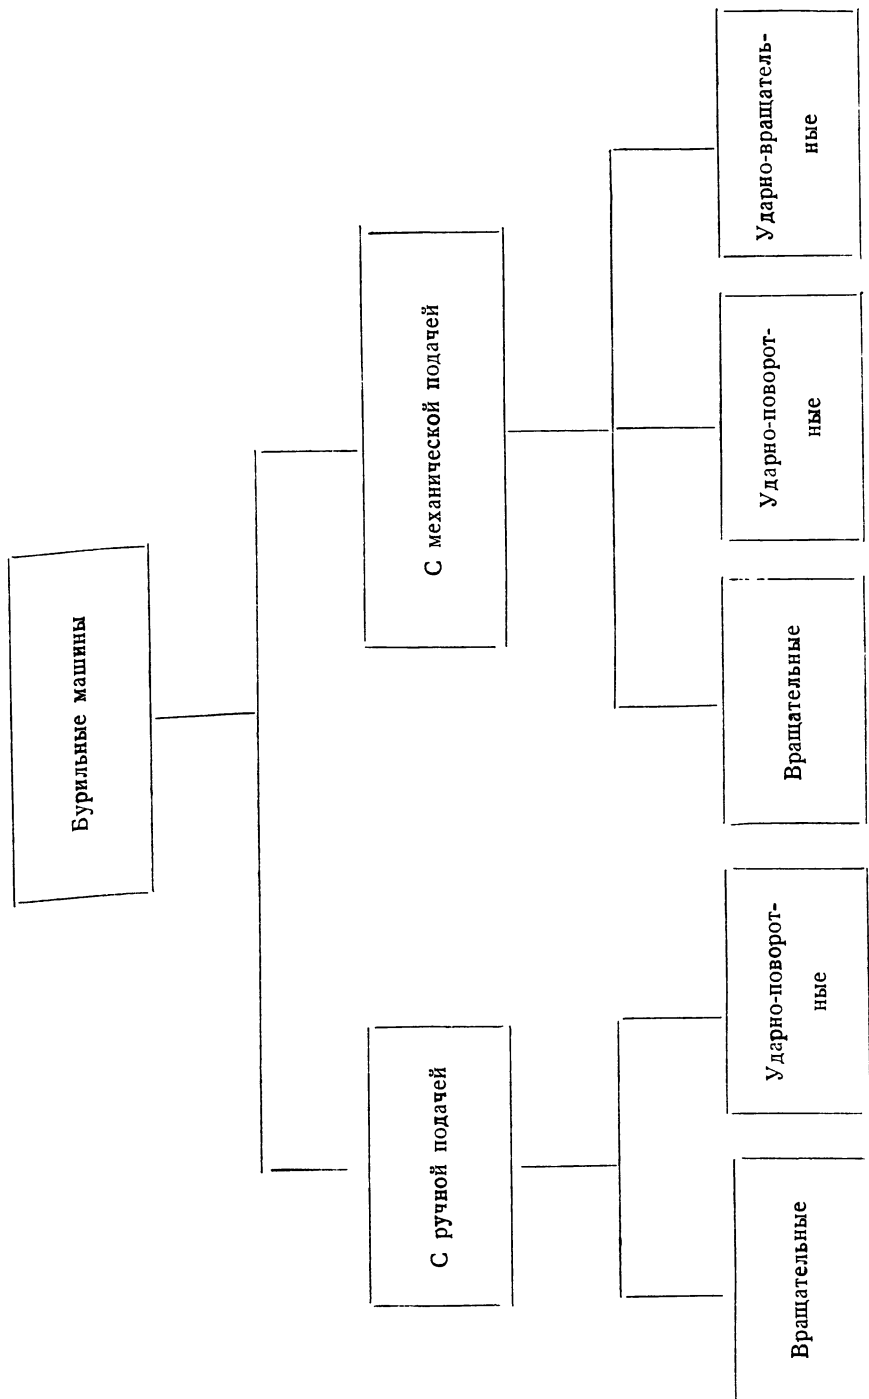 Бурильные машины
С ручной подачей
С механической подачей
Вращательные
Ударно-поворот-
ные
Вращательные
Ударно-поворот-
ные
Ударно-вращатель-
ные